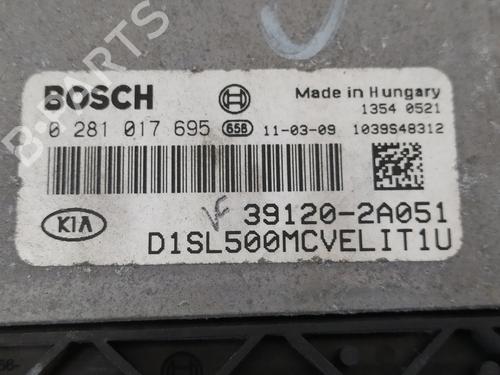 B-PARTS
BOSCH
Made in Hungary
1354 0521
0 281 017 695 65B 11-03-09 1039S48312
KIA
VF 39120-2A051
D1SL500MCVELIT1U